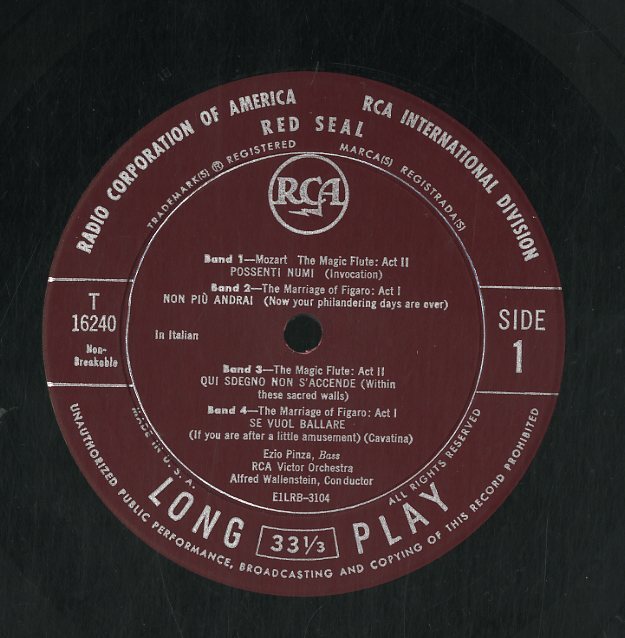 RADIO CORPORATION OF AMERICA
RCA INTERNATIONAL DIVISION
RED SEAL
TRADEMARK(S) ® REGISTERED
MARCA(S) REGISTRADA(S)
RCA
Band 1—Mozart The Magic Flute: Act II
POSSENTI NUMI (Invocation)
Band 2—The Marriage of Figaro: Act I
NON PIÙ ANDRAI (Now your philandering days are over)
T
16240
Non-
Breakable
In Italian
SIDE
1
Band 3—The Magic Flute: Act II
QUI SDEGNO NON S'ACCENDE (Within
these sacred walls)
Band 4—The Marriage of Figaro: Act I
SE VUOL BALLARE
(If you are after a little amusement) (Cavatina)
Ezio Pinza, Bass
RCA Victor Orchestra
Alfred Wallenstein, Conductor
E1LRB-3104
MADE IN U.S.A.
ALL RIGHTS RESERVED
LONG 33⅓ PLAY
UNAUTHORIZED PUBLIC PERFORMANCE, BROADCASTING AND COPYING OF THIS RECORD PROHIBITED